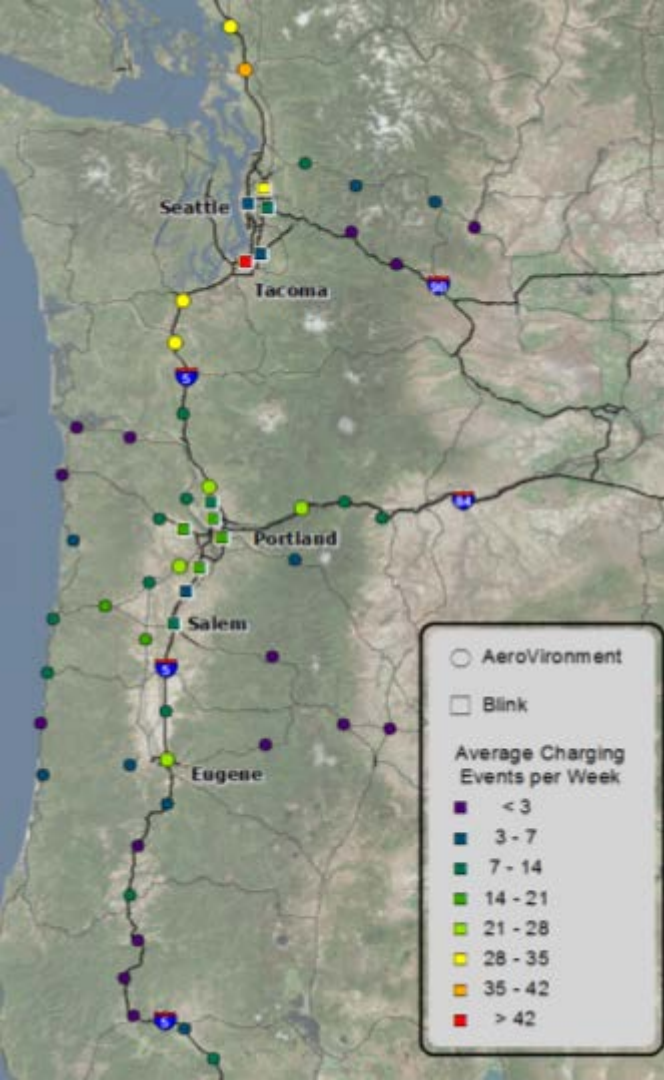 Seattle
Tacoma
90
5
84
Portland
Salem
5
Eugene
5
AeroVironment
Blink
Average Charging
Events per Week
< 3
3 - 7
7 - 14
14 - 21
21 - 28
28 - 35
35 - 42
> 42